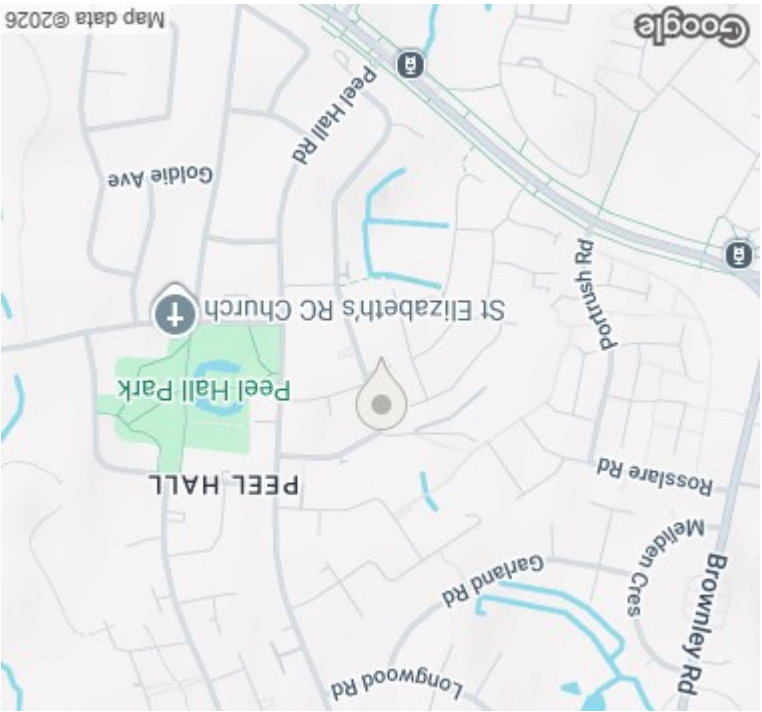 Longwood Rd
Brownley Rd
Garland Rd
Meliden Cres
Rosslare Rd
PEEL HALL
Peel Hall Park
St Elizabeth's RC Church
Portrush Rd
Goldie Ave
Peel Hall Rd
Google
Map data ©2026